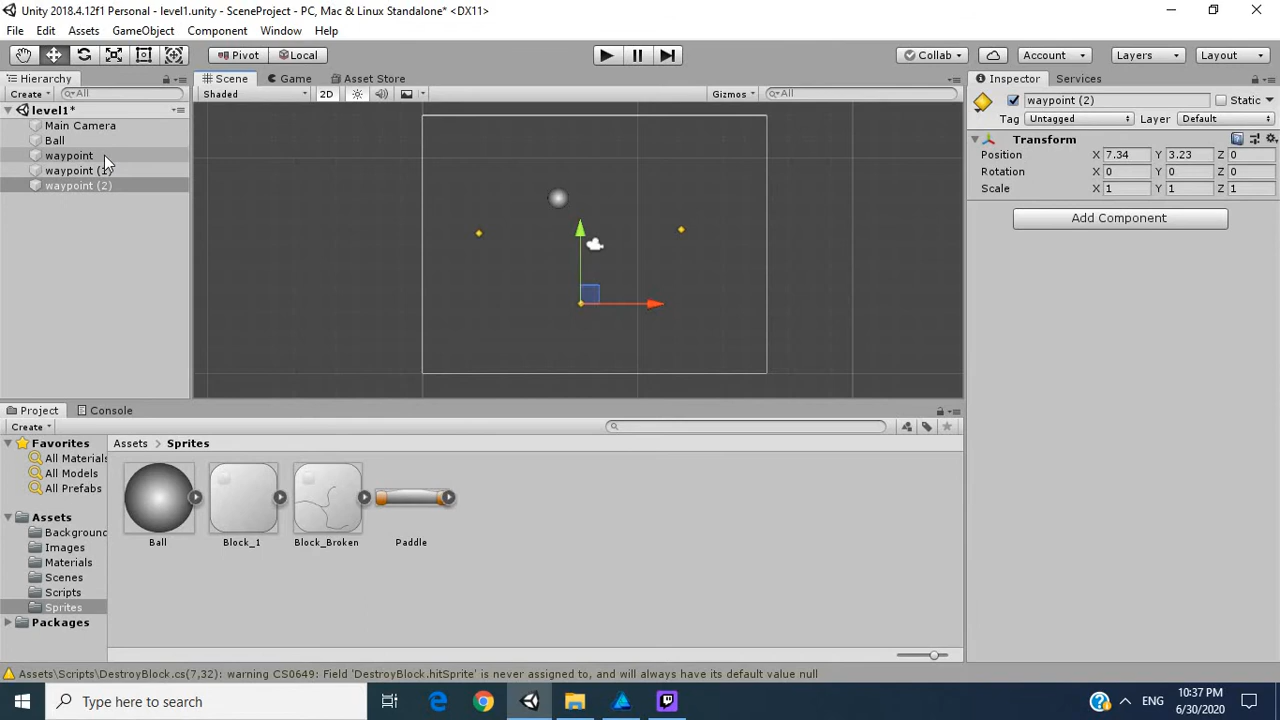 Unity 2018.4.12f1 Personal - level1.unity - SceneProject - PC, Mac & Linux Standalone* <DX11>
File Edit Assets GameObject Component Window Help
Pivot Local Collab Account Layers Layout
Hierarchy Scene Game Asset Store Inspector Services
Create All Shaded 2D Gizmos All
waypoint (2) Static
level1*
Tag Untagged Layer Default
Main Camera
Ball
waypoint
waypoint (1)
waypoint (2)
Transform
Position X 7.34 Y 3.23 Z 0
Rotation X 0 Y 0 Z 0
Scale X 1 Y 1 Z 1
Add Component
Project Console
Create
Favorites
All Materials
All Models
All Prefabs
Assets
Background
Images
Materials
Scenes
Scripts
Sprites
Packages
Assets > Sprites
Ball Block_1 Block_Broken Paddle
Assets\Scripts\DestroyBlock.cs(7,32): warning CS0649: Field 'DestroyBlock.hitSprite' is never assigned to, and will always have its default value null
Type here to search
ENG
10:37 PM
6/30/2020